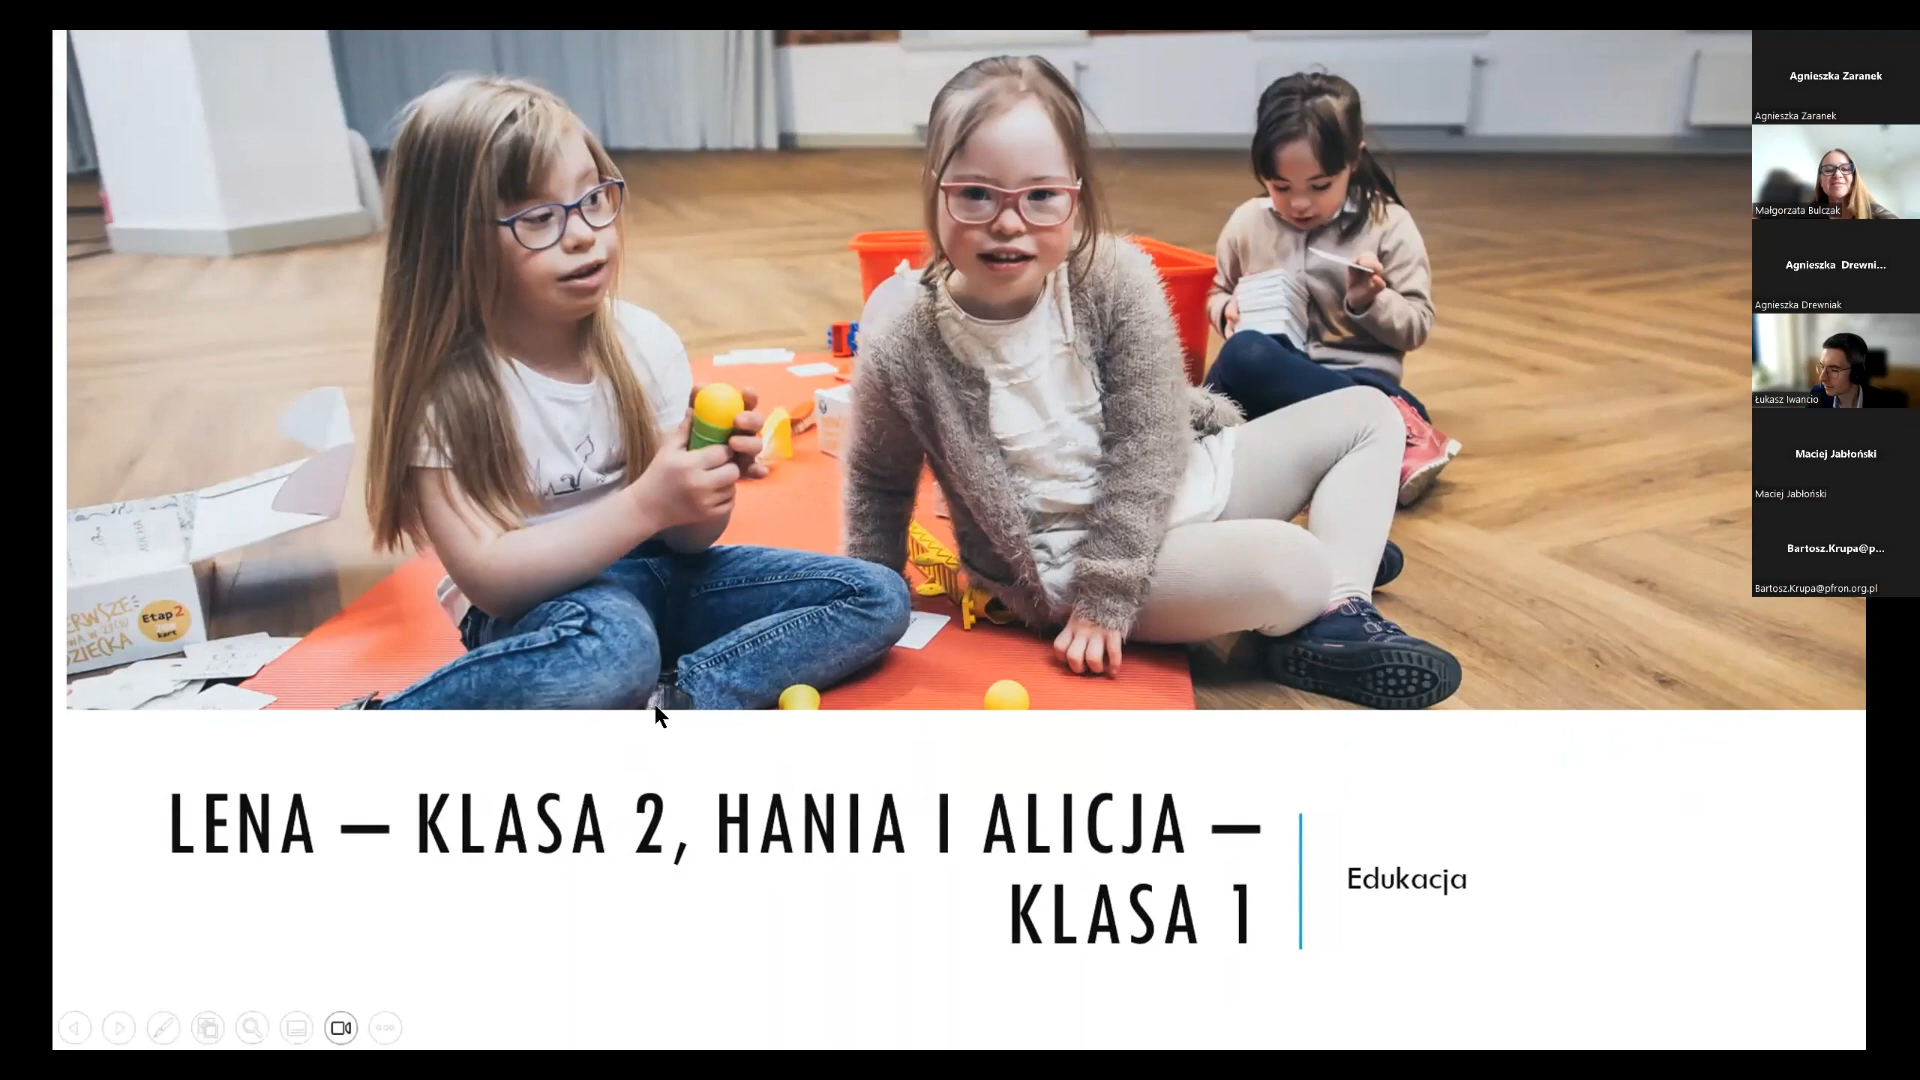 LENA – KLASA 2, HANIA I ALICJA –
KLASA 1
Edukacja
Agnieszka Zaranek
Agnieszka Zaranek
Małgorzata Bulczak
Agnieszka Drewni...
Agnieszka Drewniak
Łukasz Iwancio
Maciej Jabłoński
Maciej Jabłoński
Bartosz.Krupa@p...
Bartosz.Krupa@pfron.org.pl
Etap 2
kart